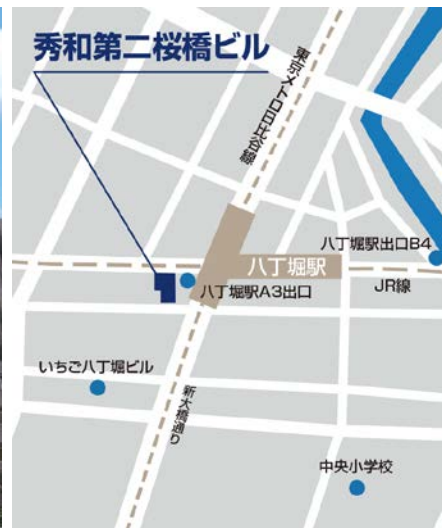 秀和第二桜橋ビル
東京メトロ日比谷線
八丁堀駅出口B4
八丁堀駅
八丁堀駅A3出口
JR線
いちご八丁堀ビル
新大橋通り
中央小学校